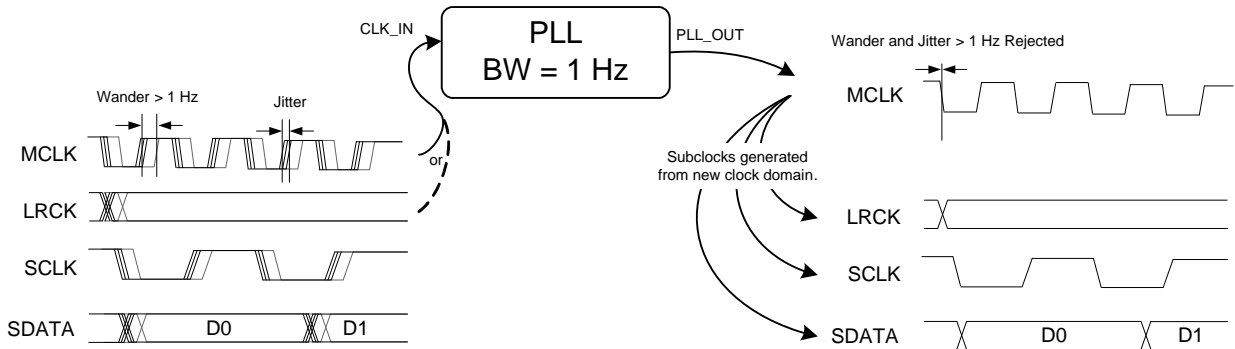 CLK_IN
PLL
BW = 1 Hz
PLL_OUT
Wander > 1 Hz
Jitter
MCLK
or
LRCK
SCLK
SDATA
D0
D1
Wander and Jitter > 1 Hz Rejected
MCLK
Subclocks generated
from new clock domain.
LRCK
SCLK
SDATA
D0
D1